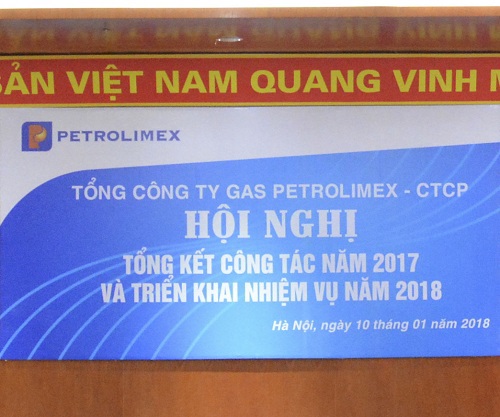 SẢN VIỆT NAM QUANG VINH M
PETROLIMEX
TỔNG CÔNG TY GAS PETROLIMEX - CTCP
HỘI NGHỊ
TỔNG KẾT CÔNG TÁC NĂM 2017
VÀ TRIỂN KHAI NHIỆM VỤ NĂM 2018
Hà Nội, ngày 10 tháng 01 năm 2018